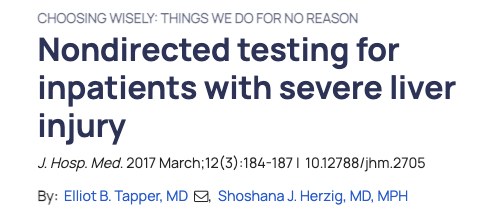 CHOOSING WISELY: THINGS WE DO FOR NO REASON
Nondirected testing for
inpatients with severe liver
injury
J. Hosp. Med. 2017 March;12(3):184-187 | 10.12788/jhm.2705
By: Elliot B. Tapper, MD , Shoshana J. Herzig, MD, MPH